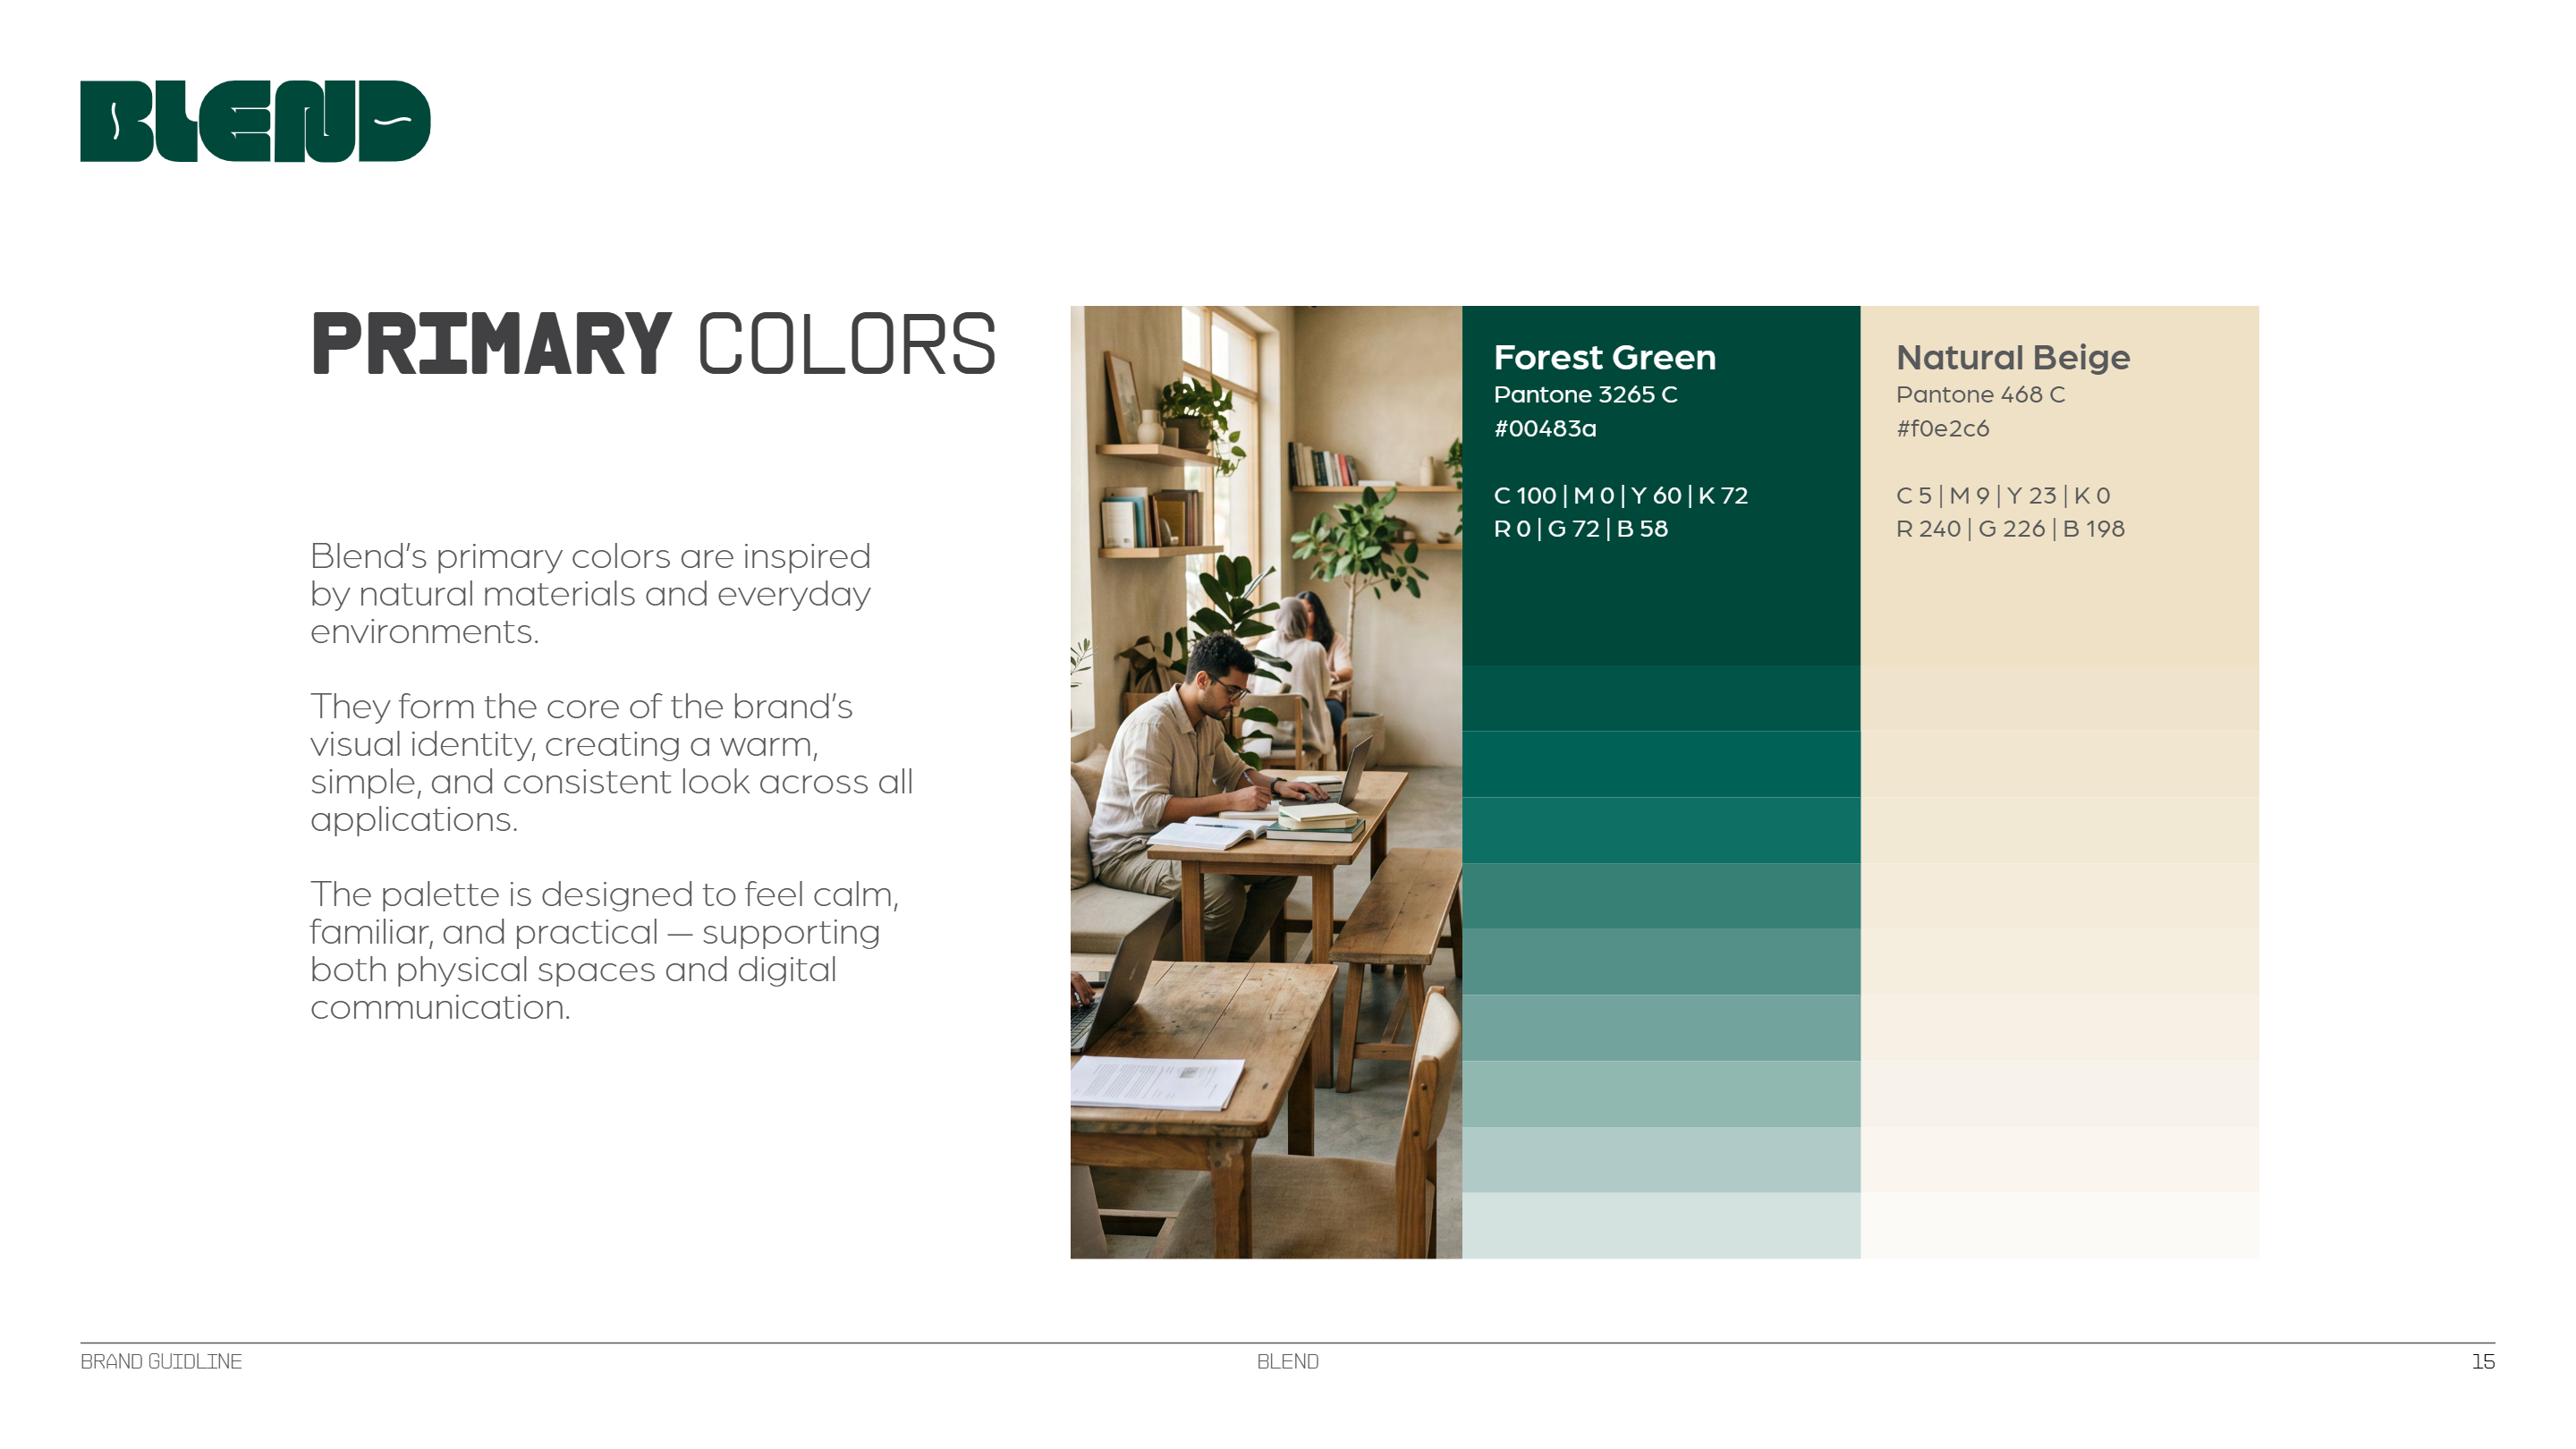 BLEND
PRIMARY COLORS
Blend’s primary colors are inspired
by natural materials and everyday
environments.
They form the core of the brand’s
visual identity, creating a warm,
simple, and consistent look across all
applications.
The palette is designed to feel calm,
familiar, and practical — supporting
both physical spaces and digital
communication.
Forest Green
Pantone 3265 C
#00483a
C 100 | M 0 | Y 60 | K 72
R 0 | G 72 | B 58
Natural Beige
Pantone 468 C
#f0e2c6
C 5 | M 9 | Y 23 | K 0
R 240 | G 226 | B 198
BRAND GUIDLINE
BLEND
15